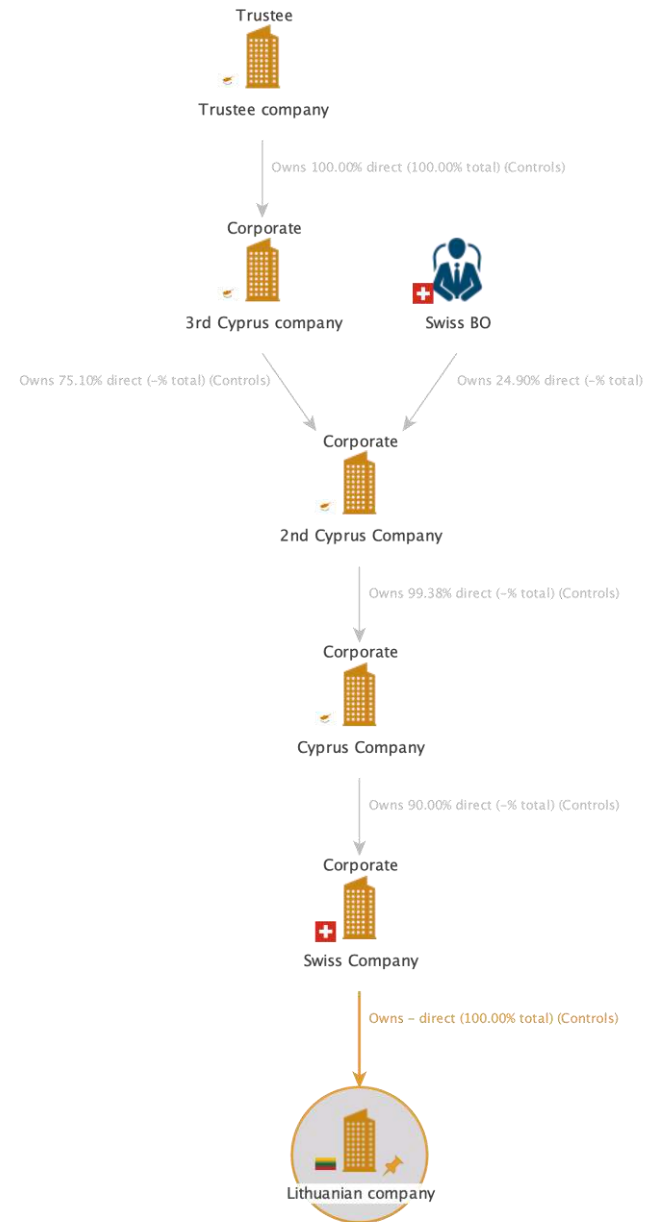 Trustee
Trustee company
Owns 100.00% direct (100.00% total) (Controls)
Corporate
3rd Cyprus company
Swiss BO
Owns 75.10% direct (-% total) (Controls)
Owns 24.90% direct (-% total)
Corporate
2nd Cyprus Company
Owns 99.38% direct (-% total) (Controls)
Corporate
Cyprus Company
Owns 90.00% direct (-% total) (Controls)
Corporate
Swiss Company
Owns - direct (100.00% total) (Controls)
Lithuanian company